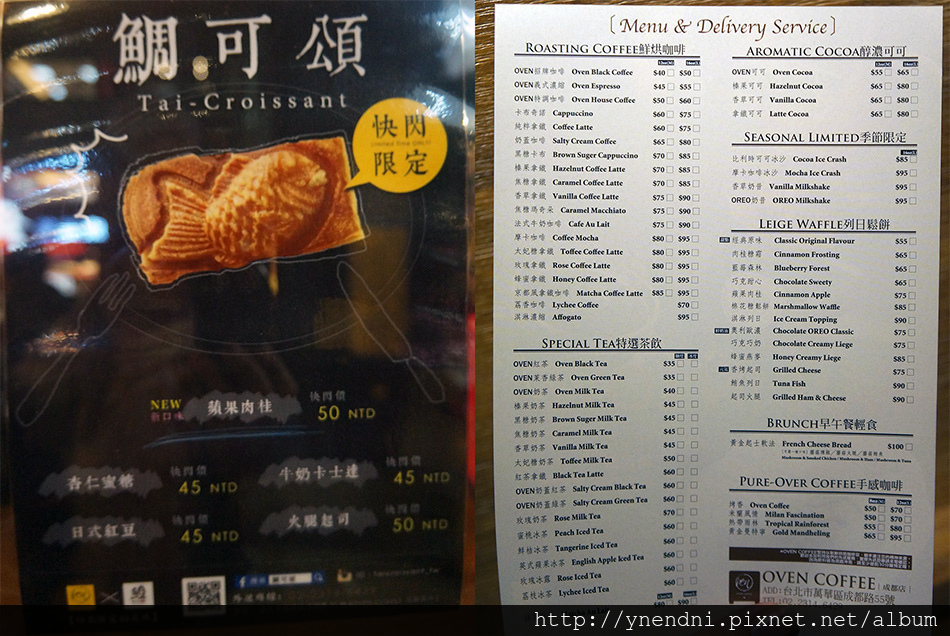 鯛可頌
Tai-Croissant
快閃
限定
NEW
新口味
蘋果肉桂
快閃價
50 NTD
杏仁蜜糖
快閃價
45 NTD
牛奶卡士達
快閃價
45 NTD
日式紅豆
快閃價
45 NTD
火腿起司
快閃價
50 NTD
Menu & Delivery Service
ROASTING COFFEE鮮烘咖啡
OVEN招牌咖啡 Oven Black Coffee $40 $50
OVEN義式濃縮 Oven Espresso $45 $55
OVEN特調咖啡 Oven House Coffee $50 $60
卡布奇諾 Cappuccino $60 $75
純粹拿鐵 Coffee Latte $60 $75
奶蓋咖啡 Salty Cream Coffee $65 $80
黑糖卡布 Brown Suger Cappuccino $70 $85
榛果拿鐵 Hazelnut Coffee Latte $70 $85
焦糖拿鐵 Caramel Coffee Latte $70 $85
香草拿鐵 Vanilla Coffee Latte $75 $90
焦糖瑪奇朵 Caramel Macchiato $75 $90
法式牛奶咖啡 Cafe Au Lait $75 $90
摩卡咖啡 Coffee Mocha $80 $95
太妃糖拿鐵 Toffee Coffee Latte $80 $95
玫瑰拿鐵 Rose Coffee Latte $80 $95
蜂蜜拿鐵 Honey Coffee Latte $80 $95
京都風拿鐵咖啡 Matcha Coffee Latte $85 $95
荔香咖啡 Lychee Coffee $70
淇淋濃縮 Affogato $95
SPECIAL TEA特選茶飲
OVEN紅茶 Oven Black Tea $35
OVEN茉香綠茶 Oven Green Tea $35
OVEN奶茶 Oven Milk Tea $40
榛果奶茶 Hazelnut Milk Tea $45
黑糖奶茶 Brown Suger Milk Tea $45
焦糖奶茶 Caramel Milk Tea $45
香草奶茶 Vanilla Milk Tea $45
太妃糖奶茶 Toffee Milk Tea $50
紅茶拿鐵 Black Tea Latte $60
OVEN奶蓋紅茶 Salty Cream Black Tea $60
OVEN奶蓋綠茶 Salty Cream Green Tea $60
玫瑰奶茶 Rose Milk Tea $70
蜜桃冰茶 Peach Iced Tea $60
鮮桔冰茶 Tangerine Iced Tea $60
英式蘋果冰茶 English Apple Iced Tea $60
玫瑰冰露 Rose Iced Tea $60
荔枝冰茶 Lychee Iced Tea $60
$80 $90
AROMATIC COCOA醇濃可可
OVEN可可 Oven Cocoa $55 $65
榛果可可 Hazelnut Cocoa $65 $80
香草可可 Vanilla Cocoa $65 $80
拿鐵可可 Latte Cocoa $65 $80
SEASONAL LIMITED季節限定
比利時可可冰沙 Cocoa Ice Crash $85
摩卡咖啡冰沙 Mocha Ice Crash $95
香草奶昔 Vanilla Milkshake $95
OREO奶昔 OREO Milkshake $95
LEIGE WAFFLE列日鬆餅
經典原味 Classic Original Flavour $55
肉桂糖霜 Cinnamon Frosting $65
藍莓森林 Blueberry Forest $65
巧克甜心 Chocolate Sweety $65
蘋果肉桂 Cinnamon Apple $75
棉花糖鬆餅 Marshmallow Waffle $85
淇淋列日 Ice Cream Topping $90
奧利歐濃 Chocolate OREO Classic $75
巧克巧奶 Chocolate Creamy Liege $75
蜂蜜燕麥 Honey Creamy Liege $85
香烤起司 Grilled Cheese $75
鮪魚列日 Tuna Fish $90
起司火腿 Grilled Ham & Cheese $90
BRUNCH早午餐輕食
黃金起士軟法 French Cheese Bread $100
Mushroom & Smoked Chicken / Mushroom & Ham / Mushroom & Tuna
PURE-OVER COFFEE手感咖啡
烤香 Oven Coffee $50 $70
米蘭風情 Milan Fascination $50 $70
熱帶雨林 Tropical Rainforest $55 $80
黃金曼特寧 Gold Mandheling $65 $95
OVEN COFFEE 成都店
ADD:台北市萬華區成都路55號
http://ynendni.pixnet.net/album